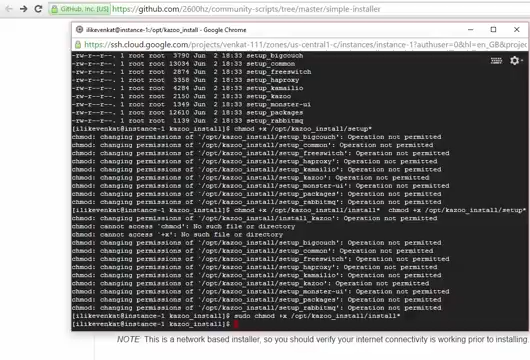 GitHub, Inc. [US] https://github.com/2600hz/community-scripts/tree/master/simple-installer
ilikevenkat@instance-1:/opt/kazoo_install - Google Chrome
https://ssh.cloud.google.com/projects/venkat-111/zones/us-central1-c/instances/instance-1?authuser=0&hl=en_GB&proje
-rw-r--r--. 1 root root 3790 Jun 2 18:33 setup_bigcouch
-rw-r--r--. 1 root root 13034 Jun 2 18:33 setup_common
-rw-r--r--. 1 root root 2874 Jun 2 18:33 setup_freeswitch
-rw-r--r--. 1 root root 3358 Jun 2 18:33 setup_haproxy
-rw-r--r--. 1 root root 4284 Jun 2 18:33 setup_kamailio
-rw-r--r--. 1 root root 2150 Jun 2 18:33 setup_kazoo
-rw-r--r--. 1 root root 1349 Jun 2 18:33 setup_monster-ui
-rw-r--r--. 1 root root 12610 Jun 2 18:33 setup_packages
-rw-r--r--. 1 root root 1139 Jun 2 18:33 setup_rabbitmq
[ilikevenkat@instance-1 kazoo_install]$ chmod +x /opt/kazoo_install/setup*
chmod: changing permissions of '/opt/kazoo_install/setup_bigcouch': Operation not permitted
chmod: changing permissions of '/opt/kazoo_install/setup_common': Operation not permitted
chmod: changing permissions of '/opt/kazoo_install/setup_freeswitch': Operation not permitted
chmod: changing permissions of '/opt/kazoo_install/setup_haproxy': Operation not permitted
chmod: changing permissions of '/opt/kazoo_install/setup_kamailio': Operation not permitted
chmod: changing permissions of '/opt/kazoo_install/setup_kazoo': Operation not permitted
chmod: changing permissions of '/opt/kazoo_install/setup_monster-ui': Operation not permitted
chmod: changing permissions of '/opt/kazoo_install/setup_packages': Operation not permitted
chmod: changing permissions of '/opt/kazoo_install/setup_rabbitmq': Operation not permitted
[ilikevenkat@instance-1 kazoo_install]$ chmod +x /opt/kazoo_install/install* chmod +x /opt/kazoo_install/setup*
chmod: changing permissions of '/opt/kazoo_install/install_kazoo': Operation not permitted
chmod: cannot access 'chmod': No such file or directory
chmod: cannot access '+x': No such file or directory
chmod: changing permissions of '/opt/kazoo_install/setup_bigcouch': Operation not permitted
chmod: changing permissions of '/opt/kazoo_install/setup_common': Operation not permitted
chmod: changing permissions of '/opt/kazoo_install/setup_freeswitch': Operation not permitted
chmod: changing permissions of '/opt/kazoo_install/setup_haproxy': Operation not permitted
chmod: changing permissions of '/opt/kazoo_install/setup_kamailio': Operation not permitted
chmod: changing permissions of '/opt/kazoo_install/setup_kazoo': Operation not permitted
chmod: changing permissions of '/opt/kazoo_install/setup_monster-ui': Operation not permitted
chmod: changing permissions of '/opt/kazoo_install/setup_packages': Operation not permitted
chmod: changing permissions of '/opt/kazoo_install/setup_rabbitmq': Operation not permitted
[ilikevenkat@instance-1 kazoo_install]$ sudo chmod +x /opt/kazoo_install/install*
[ilikevenkat@instance-1 kazoo_install]$
NOTE: This is a network based installer, so you should verify your internet connectivity is working prior to installing